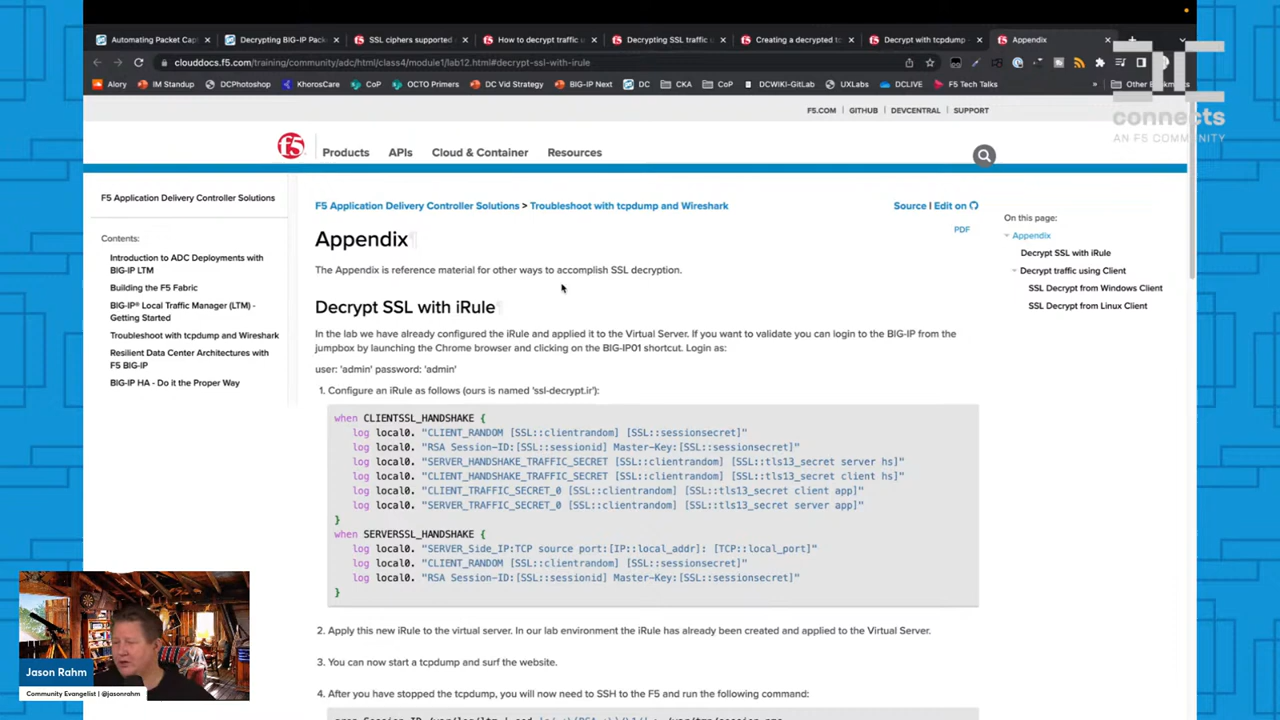 Automating Packet Cap
Decrypting BIG-IP Pack
SSL ciphers supported
How to decrypt traffic
Decrypting SSL traffic
Creating a decrypted t
Decrypt with tcpdump
Appendix
clouddocs.f5.com/training/community/adc/html/class4/module1/lab12.html#decrypt-ssl-with-irule
Alory
IM Standup
DCPhotoshop
KhorosCare
CoP
OCTO Primers
DC Vid Strategy
BIG-IP Next
DC
CKA
CoP
DCWiki-GitLab
UXLabs
DCLIVE
F5 Tech Talks
Other
connects
AN F5 COMMUNITY
F5.COM | GITHUB | DEVCENTRAL | SUPPORT
f5
Products
APIs
Cloud & Container
Resources
F5 Application Delivery Controller Solutions
Contents:
Introduction to ADC Deployments with
BIG-IP LTM
Building the F5 Fabric
BIG-IP® Local Traffic Manager (LTM) -
Getting Started
Troubleshoot with tcpdump and Wireshark
Resilient Data Center Architectures with
F5 BIG-IP
BIG-IP HA - Do it the Proper Way
F5 Application Delivery Controller Solutions > Troubleshoot with tcpdump and Wireshark
Source | Edit on
PDF
On this page:
Appendix
Decrypt SSL with iRule
Decrypt traffic using Client
SSL Decrypt from Windows Client
SSL Decrypt from Linux Client
Appendix
The Appendix is reference material for other ways to accomplish SSL decryption.
Decrypt SSL with iRule
In the lab we have already configured the iRule and applied it to the Virtual Server. If you want to validate you can login to the BIG-IP from the
jumpbox by launching the Chrome browser and clicking on the BIG-IP01 shortcut. Login as:
user: 'admin' password: 'admin'
1. Configure an iRule as follows (ours is named 'ssl-decrypt.ir'):
when CLIENTSSL_HANDSHAKE {
log local0. "CLIENT_RANDOM [SSL::clientrandom] [SSL::sessionsecret]"
log local0. "RSA Session-ID:[SSL::sessionid] Master-Key:[SSL::sessionsecret]"
log local0. "SERVER_HANDSHAKE_TRAFFIC_SECRET [SSL::clientrandom] [SSL::tls13_secret server hs]"
log local0. "CLIENT_HANDSHAKE_TRAFFIC_SECRET [SSL::clientrandom] [SSL::tls13_secret client hs]"
log local0. "CLIENT_TRAFFIC_SECRET_0 [SSL::clientrandom] [SSL::tls13_secret client app]"
log local0. "SERVER_TRAFFIC_SECRET_0 [SSL::clientrandom] [SSL::tls13_secret server app]"
}
when SERVERSSL_HANDSHAKE {
log local0. "SERVER_Side_IP:TCP source port:[IP::local_addr]: [TCP::local_port]"
log local0. "CLIENT_RANDOM [SSL::clientrandom] [SSL::sessionsecret]"
log local0. "RSA Session-ID:[SSL::sessionid] Master-Key:[SSL::sessionsecret]"
}
2. Apply this new iRule to the virtual server. In our lab environment the iRule has already been created and applied to the Virtual Server.
3. You can now start a tcpdump and surf the website.
4. After you have stopped the tcpdump, you will now need to SSH to the F5 and run the following command:
Jason Rahm
Community Evangelist | @jasonrahm